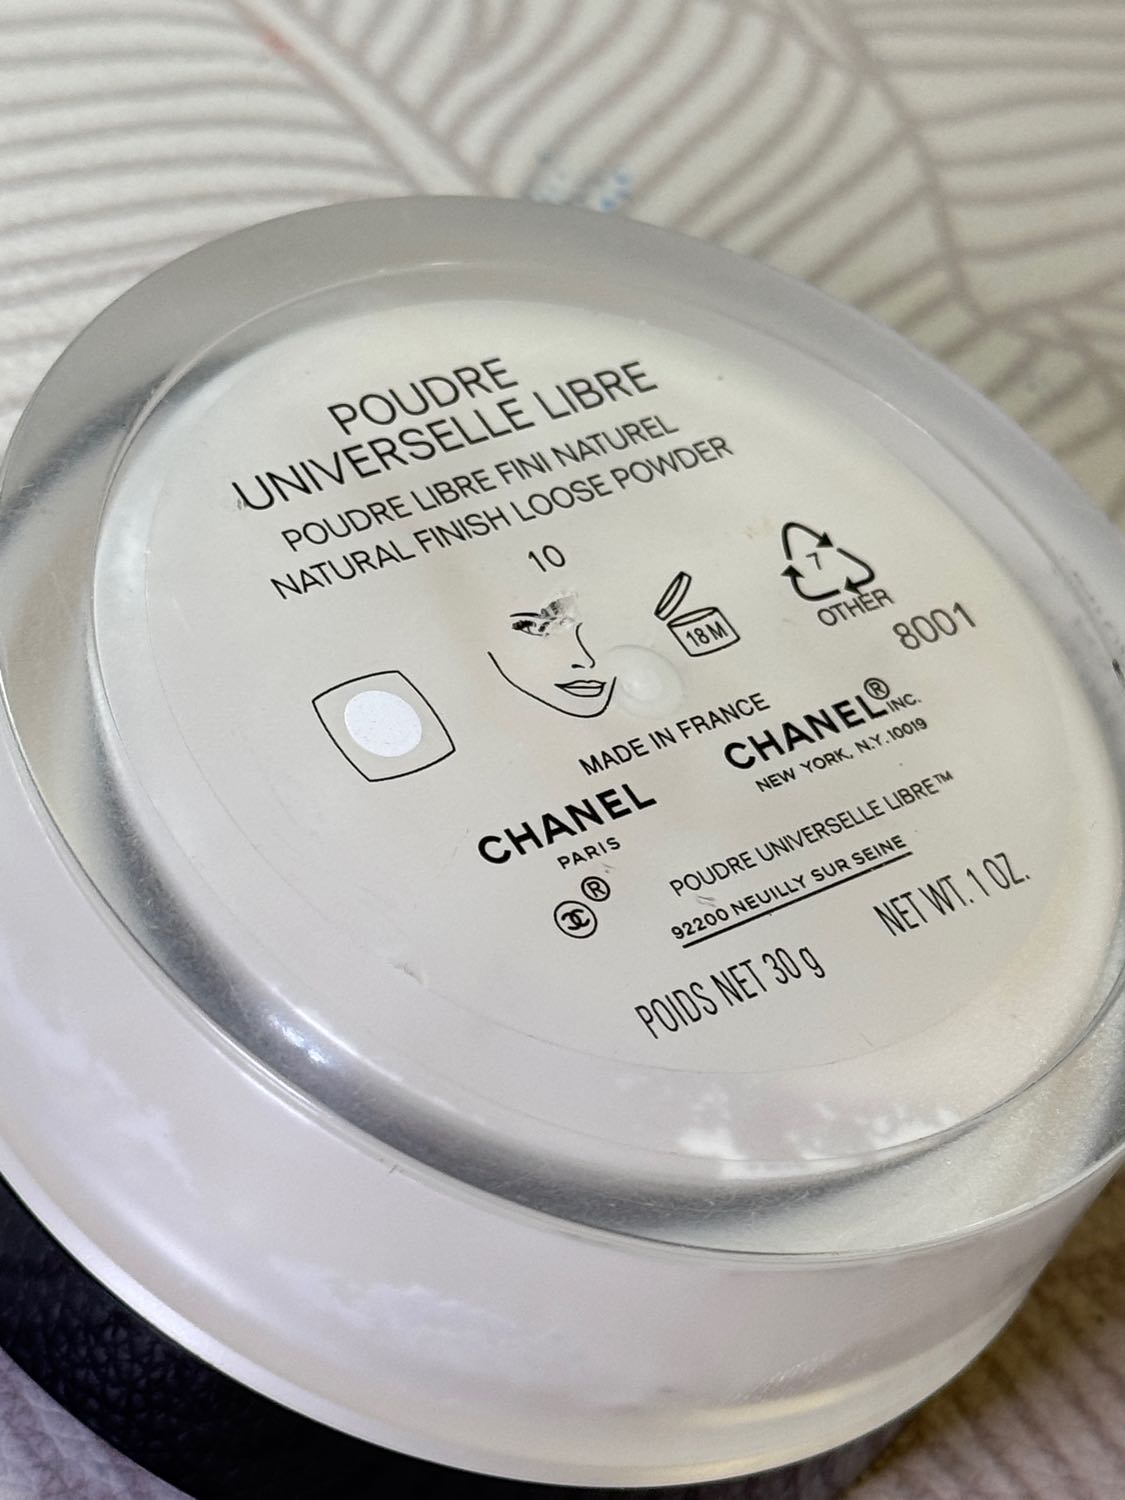 POUDRE
UNIVERSELLE LIBRE
POUDRE LIBRE FINI NATUREL
NATURAL FINISH LOOSE POWDER
10
18 M
7
OTHER
8001
MADE IN FRANCE
CHANEL
PARIS
®
CHANEL®
INC.
NEW YORK, N.Y. 10019
POUDRE UNIVERSELLE LIBRE™
92200 NEUILLY SUR SEINE
POIDS NET 30 g
NET WT. 1 OZ.